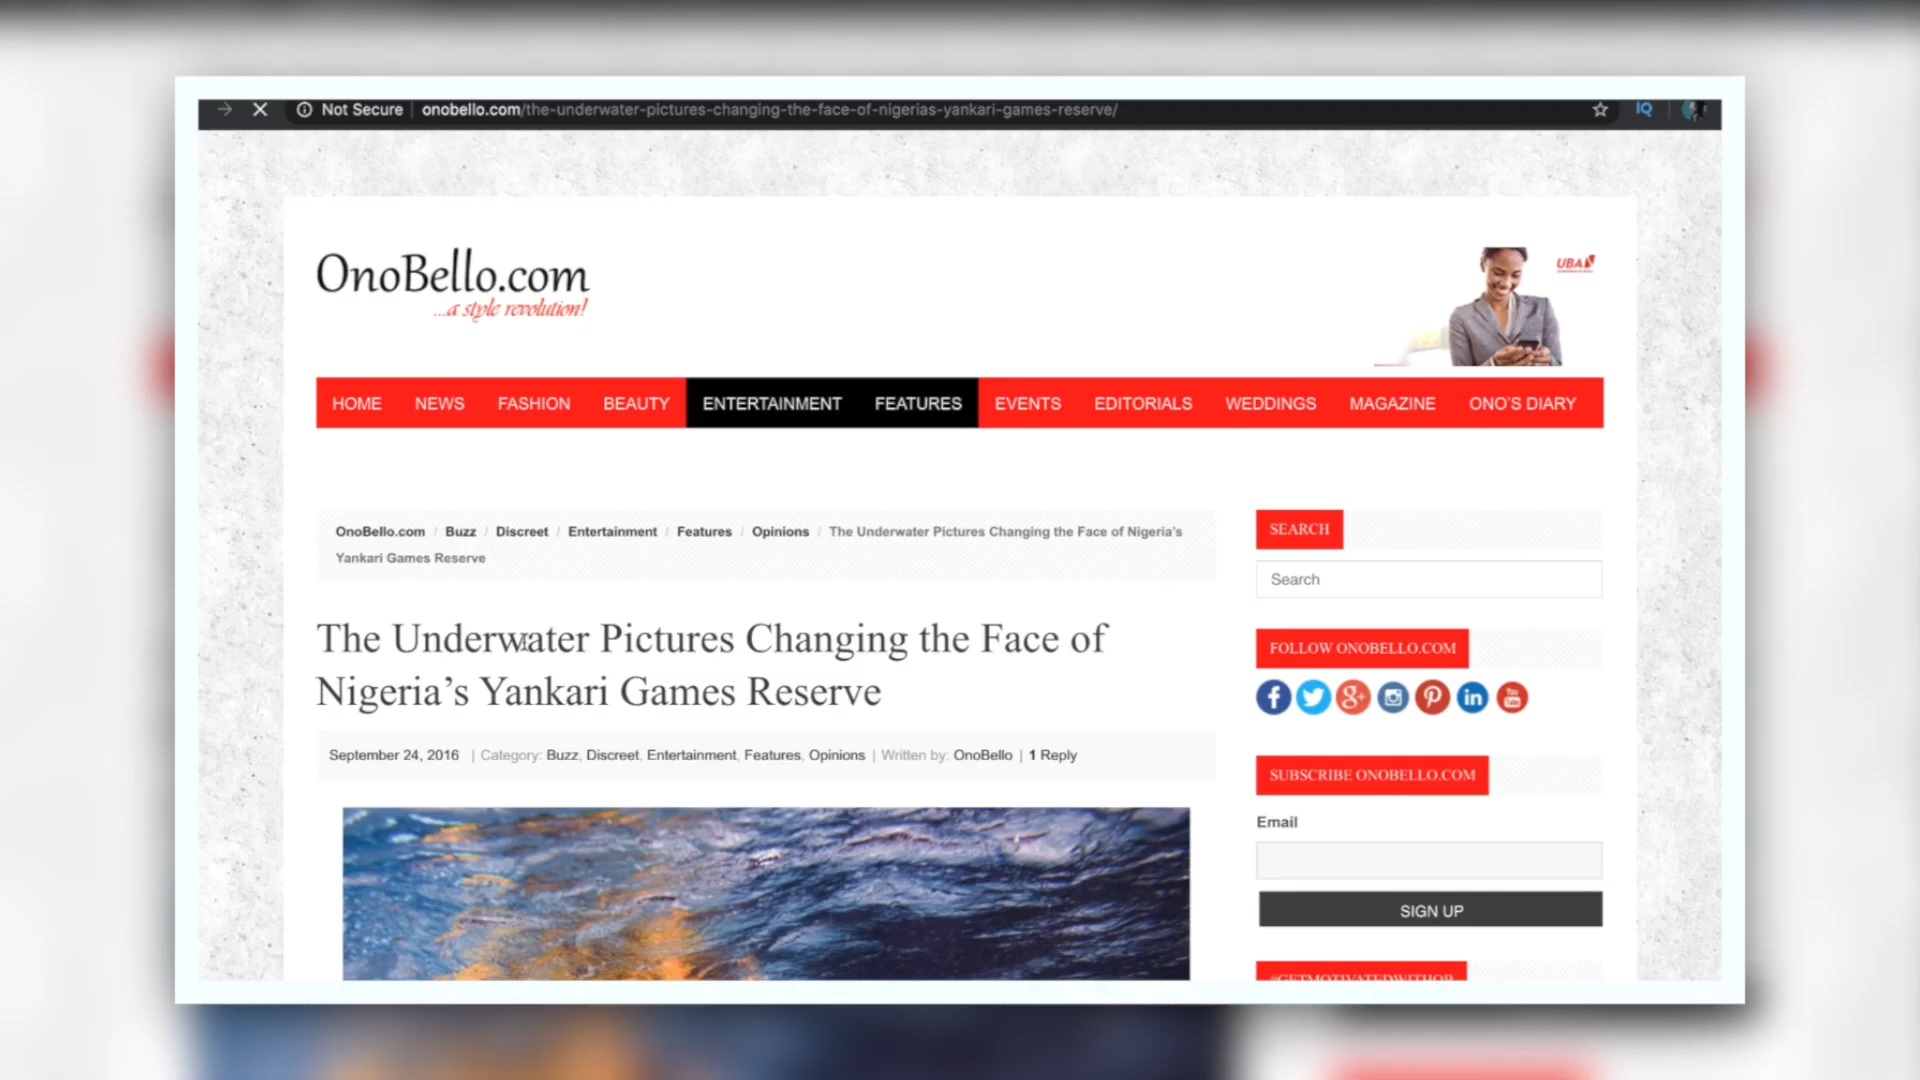 Not Secure | onobello.com/the-underwater-pictures-changing-the-face-of-nigerias-yankari-games-reserve/
IQ
OnoBello.com
...a style revolution!
UBA
HOME NEWS FASHION BEAUTY ENTERTAINMENT FEATURES EVENTS EDITORIALS WEDDINGS MAGAZINE ONO'S DIARY
OnoBello.com / Buzz / Discreet / Entertainment / Features / Opinions / The Underwater Pictures Changing the Face of Nigeria's
Yankari Games Reserve
The Underwater Pictures Changing the Face of
Nigeria's Yankari Games Reserve
September 24, 2016 | Category: Buzz, Discreet, Entertainment, Features, Opinions | Written by: OnoBello | 1 Reply
SEARCH
Search
FOLLOW ONOBELLO.COM
SUBSCRIBE ONOBELLO.COM
Email
SIGN UP